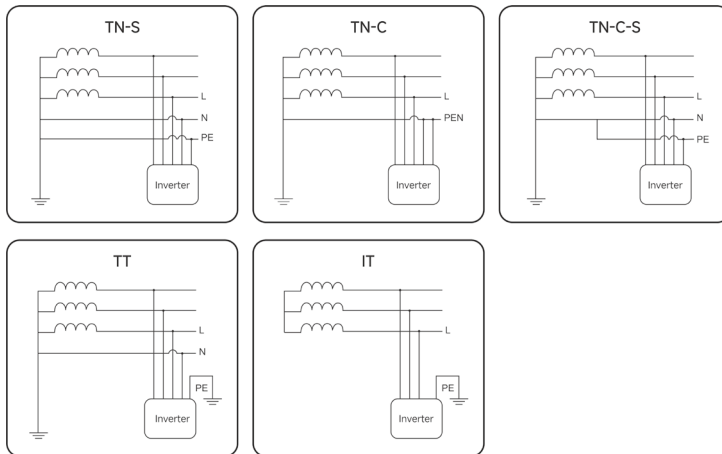 TN-S
L
N
PE
Inverter
TN-C
L
PEN
Inverter
TN-C-S
L
N
PE
Inverter
TT
L
N
PE
Inverter
IT
L
PE
Inverter